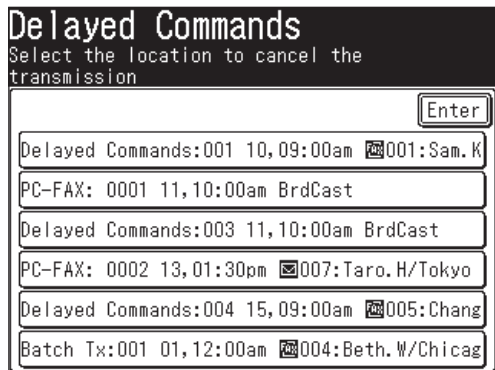 Delayed Commands
Select the location to cancel the
transmission
Enter
Delayed Commands:001 10,09:00am FAX 001:Sam.K
PC-FAX: 0001 11,10:00am BrdCast
Delayed Commands:003 11,10:00am BrdCast
PC-FAX: 0002 13,01:30pm 007:Taro.H/Tokyo
Delayed Commands:004 15,09:00am FAX 005:Chang
Batch Tx:001 01,12:00am FAX 004:Beth.W/Chicag